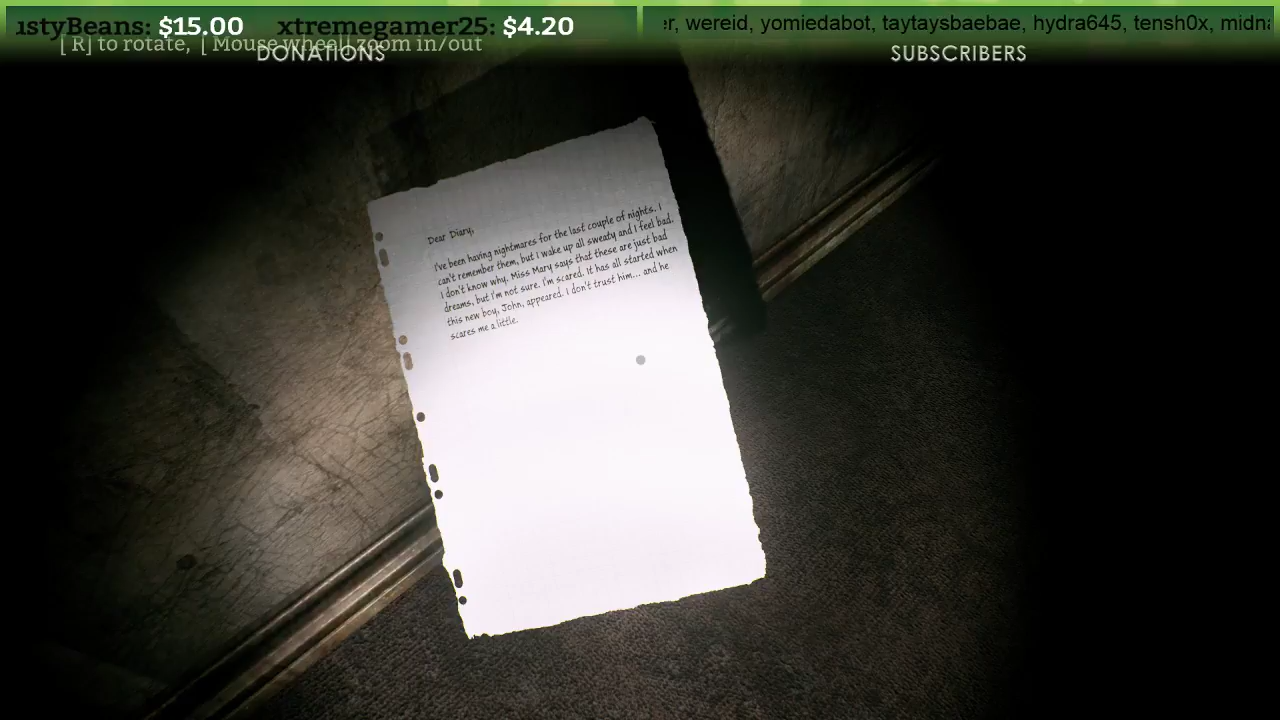 ıstyBeans: $15.00 xtremegamer25: $4.20
er, wereid, yomiedabot, taytaysbaebae, hydra645, tensh0x, midna
[ R] to rotate, [ Mouse wheel] zoom in/out
DONATIONS
SUBSCRIBERS
Dear Diary,
I've been having nightmares for the last couple of nights. I
can't remember them, but I wake up all sweaty and I feel bad.
I don't know why. Miss Mary says that these are just bad
dreams, but I'm not sure. I'm scared. It has all started when
this new boy, John, appeared. I don't trust him... and he
scares me a little.